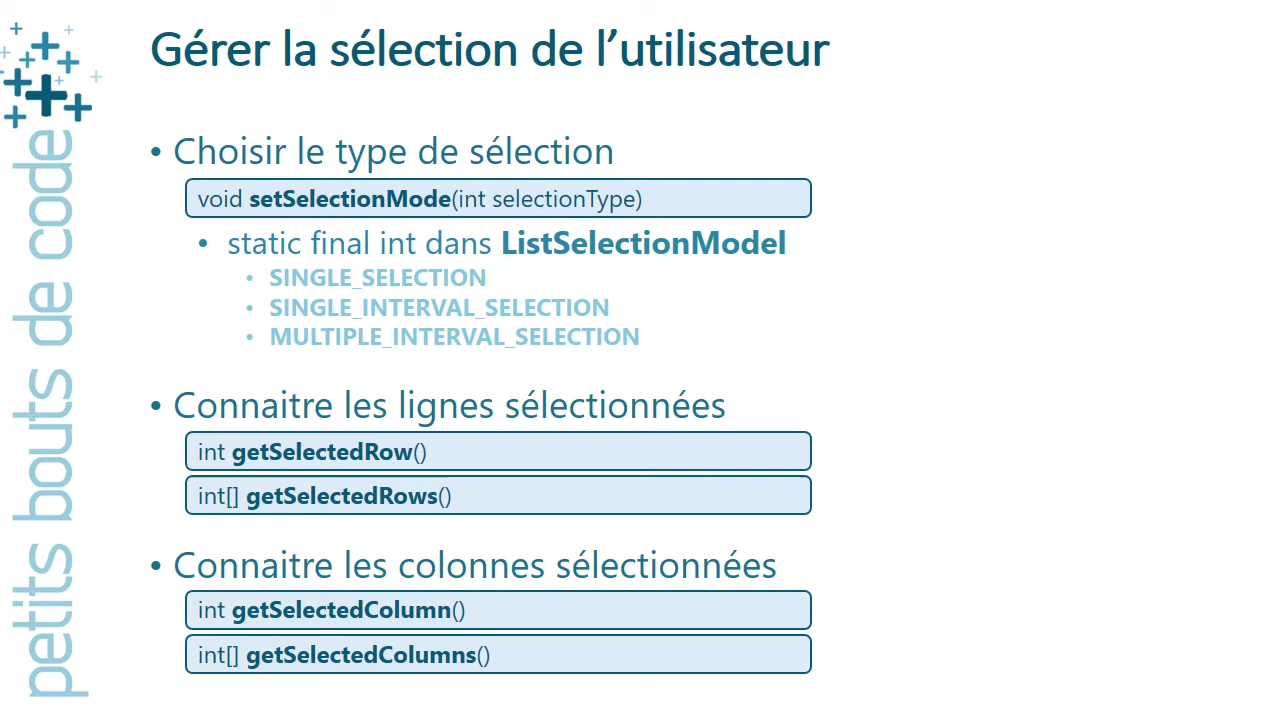 Gérer la sélection de l’utilisateur
• Choisir le type de sélection
void setSelectionMode(int selectionType)
• static final int dans ListSelectionModel
• SINGLE_SELECTION
• SINGLE_INTERVAL_SELECTION
• MULTIPLE_INTERVAL_SELECTION
• Connaitre les lignes sélectionnées
int getSelectedRow()
int[] getSelectedRows()
• Connaitre les colonnes sélectionnées
int getSelectedColumn()
int[] getSelectedColumns()
petits bouts de code